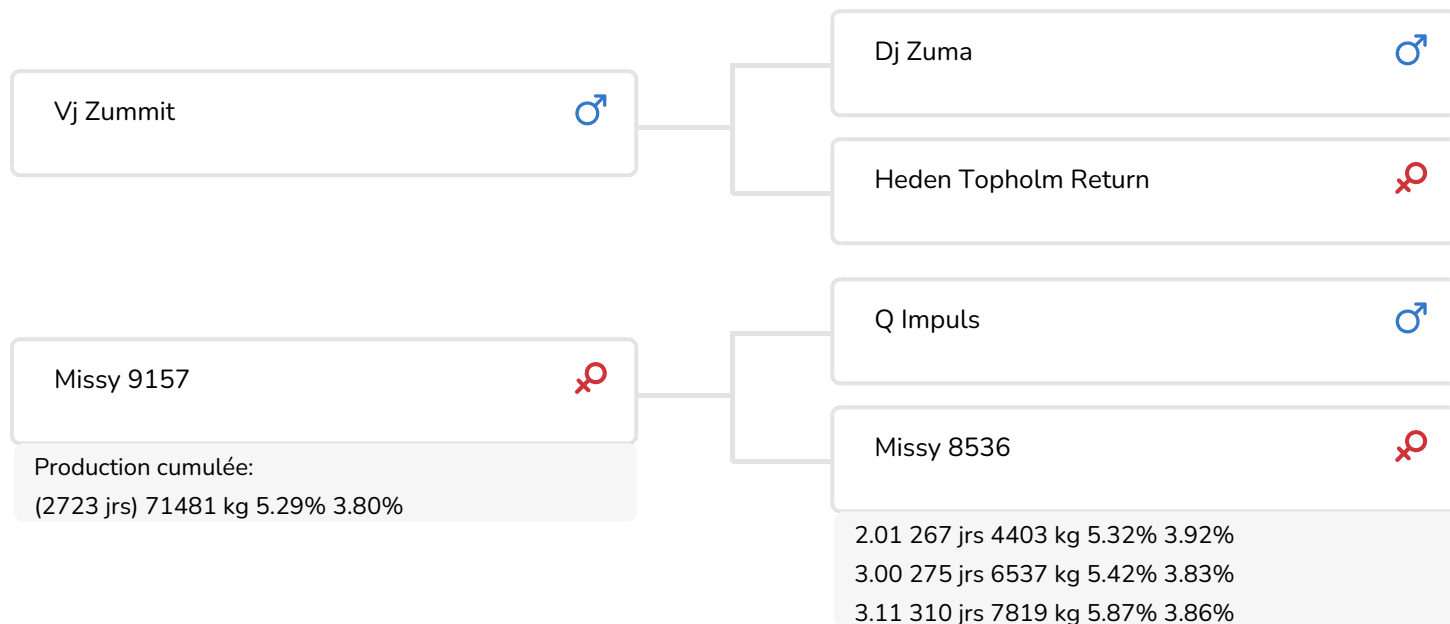 Dj Zuma
Vj Zummit
Heden Topholm Return
Q Impuls
Missy 9157
Missy 8536
Production cumulée:
(2723 jrs) 71481 kg 5.29% 3.80%
2.01 267 jrs 4403 kg 5.32% 3.92%
3.00 275 jrs 6537 kg 5.42% 3.83%
3.11 310 jrs 7819 kg 5.87% 3.86%